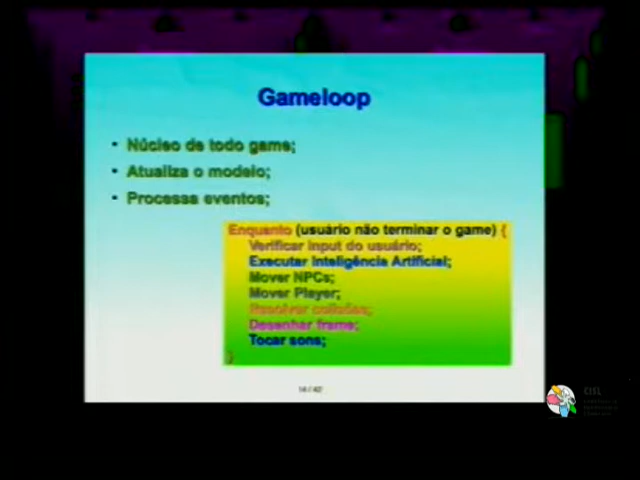 Gameloop
• Núcleo de todo game;
• Atualiza o modelo;
• Processa eventos;
Enquanto (usuário não terminar o game) {
Verificar input do usuário;
Executar Inteligência Artificial;
Mover NPCs;
Mover Player;
Resolver colisões;
Desenhar frame;
Tocar sons;
}
14 / 42